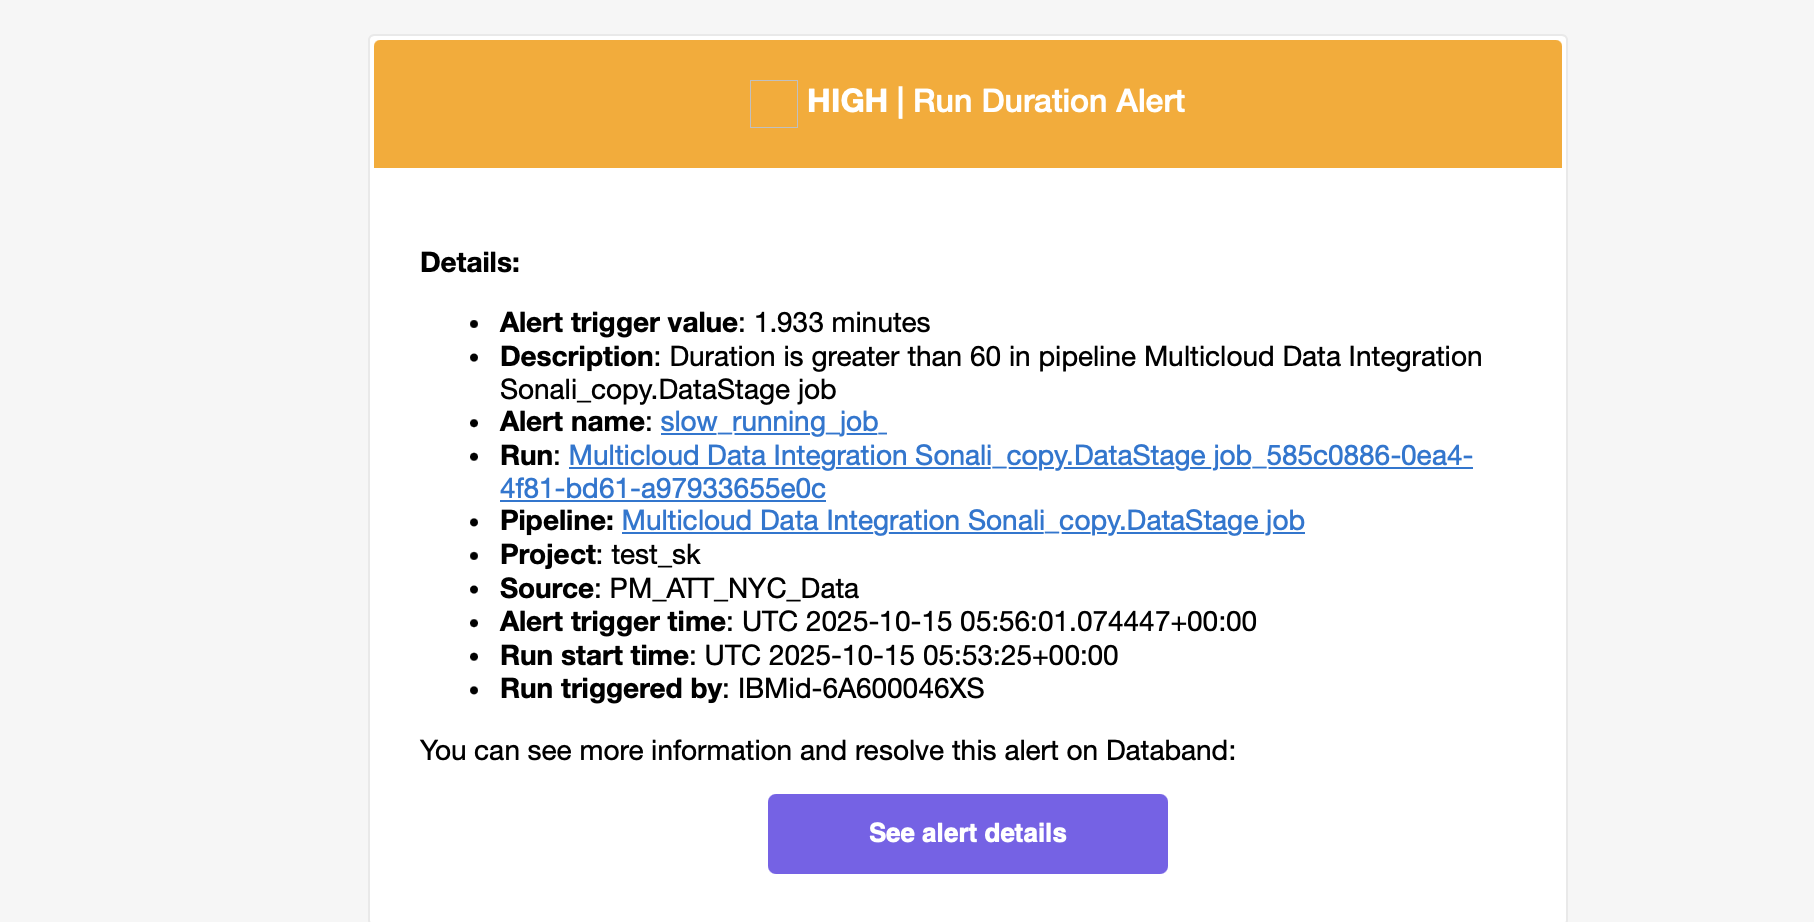 HIGH | Run Duration Alert
Details:
• Alert trigger value: 1.933 minutes
• Description: Duration is greater than 60 in pipeline Multicloud Data Integration
Sonali_copy.DataStage job
• Alert name: slow_running_job_
• Run: Multicloud Data Integration Sonali_copy.DataStage job_585c0886-0ea4-
4f81-bd61-a97933655e0c
• Pipeline: Multicloud Data Integration Sonali_copy.DataStage job
• Project: test_sk
• Source: PM_ATT_NYC_Data
• Alert trigger time: UTC 2025-10-15 05:56:01.074447+00:00
• Run start time: UTC 2025-10-15 05:53:25+00:00
• Run triggered by: IBMid-6A600046XS
You can see more information and resolve this alert on Databand:
See alert details